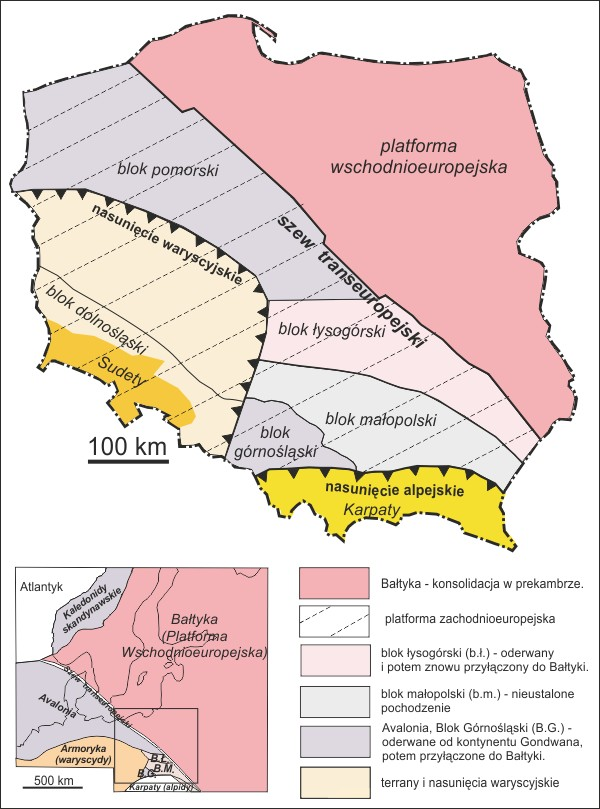 platforma
wschodnioeuropejska
blok pomorski
szew transeuropejski
nasunięcie waryscyjskie
blok łysogórski
blok dolnośląski
Sudety
blok małopolski
blok
górnośląski
100 km
nasunięcie alpejskie
Karpaty
Atlantyk
Kaledonidy
skandynawskie
Bałtyka
(Platforma
Wschodnioeuropejska)
Szew transeuropejski
Avalonia
Armoryka
(waryscydy)
B.Ł.
B.M.
B.G.
Karpaty (alpidy)
500 km
Bałtyka - konsolidacja w prekambrze.
platforma zachodnioeuropejska
blok łysogórski (b.ł.) - oderwany
i potem znowu przyłączony do Bałtyki.
blok małopolski (b.m.) - nieustalone
pochodzenie
Avalonia, Blok Górnośląski (B.G.) -
oderwane od kontynentu Gondwana,
potem przyłączone do Bałtyki.
terrany i nasunięcia waryscyjskie